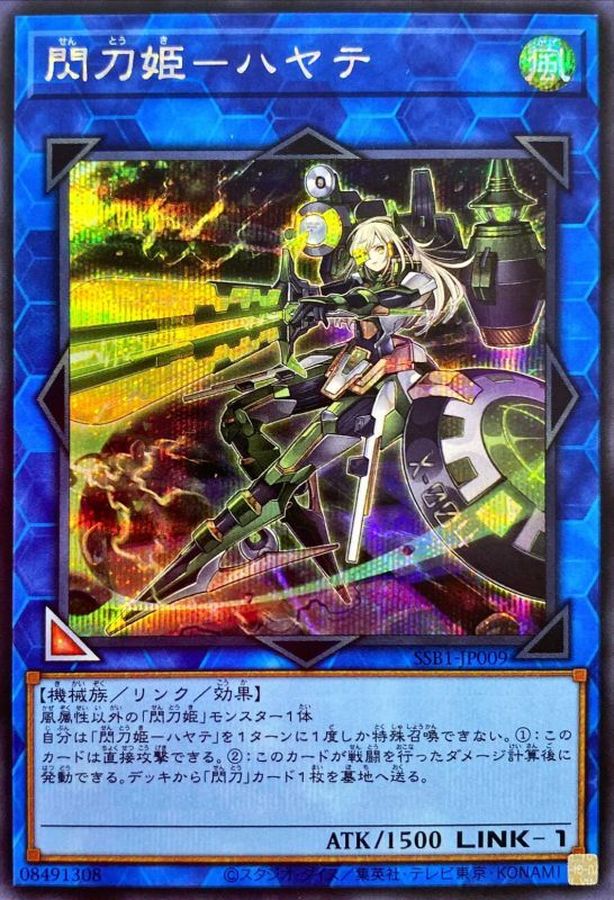 閃刀姫－ハヤテ
風
X-002
SSB1-JP009
【機械族／リンク／効果】
風属性以外の「閃刀姫」モンスター１体
自分は「閃刀姫－ハヤテ」を１ターンに１度しか特殊召喚できない。①：この
カードは直接攻撃できる。②：このカードが戦闘を行ったダメージ計算後に
発動できる。デッキから「閃刀」カード１枚を墓地へ送る。
ATK/1500 LINK-1
08491308 ©スタジオ・ダイス／集英社・テレビ東京・KONAMI